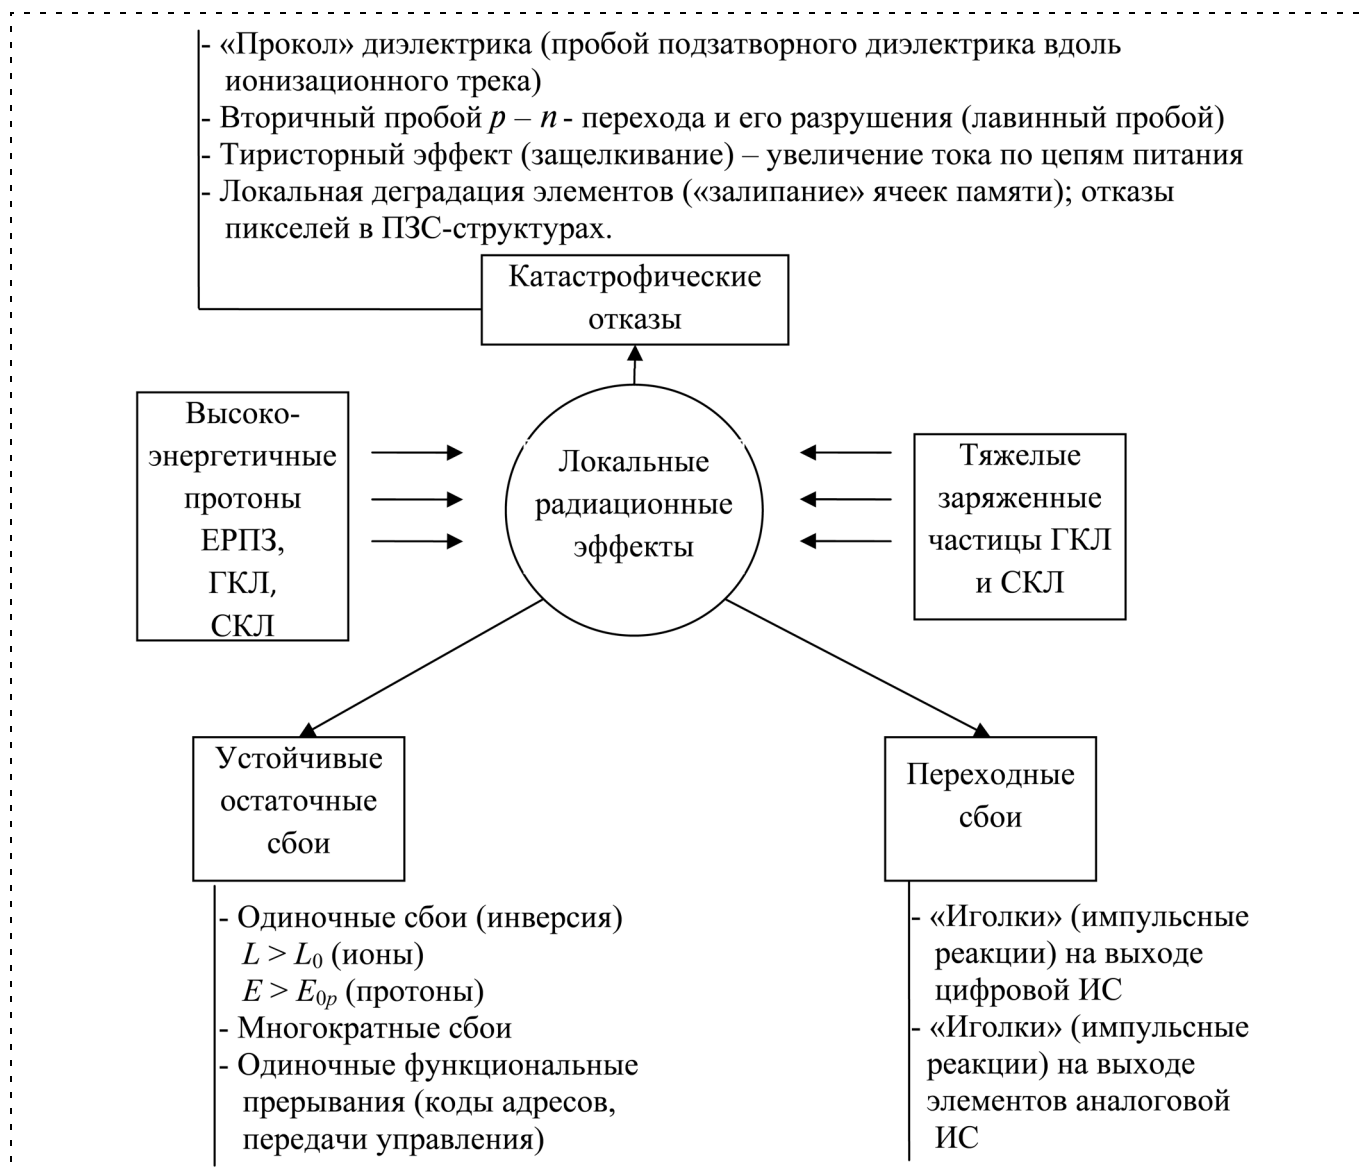 - «Прокол» диэлектрика (пробой подзатворного диэлектрика вдоль
ионизационного трека)
- Вторичный пробой p – n - перехода и его разрушения (лавинный пробой)
- Тиристорный эффект (защелкивание) – увеличение тока по цепям питания
- Локальная деградация элементов («залипание» ячеек памяти); отказы
пикселей в ПЗС-структурах.
Катастрофические
отказы
Высоко-
энергетичные
протоны
ЕРПЗ,
ГКЛ,
СКЛ
Локальные
радиационные
эффекты
Тяжелые
заряженные
частицы ГКЛ
и СКЛ
Устойчивые
остаточные
сбои
- Одиночные сбои (инверсия)
L > L₀ (ионы)
E > E₀ₚ (протоны)
- Многократные сбои
- Одиночные функциональные
прерывания (коды адресов,
передачи управления)
Переходные
сбои
- «Иголки» (импульсные
реакции) на выходе
цифровой ИС
- «Иголки» (импульсные
реакции) на выходе
элементов аналоговой
ИС